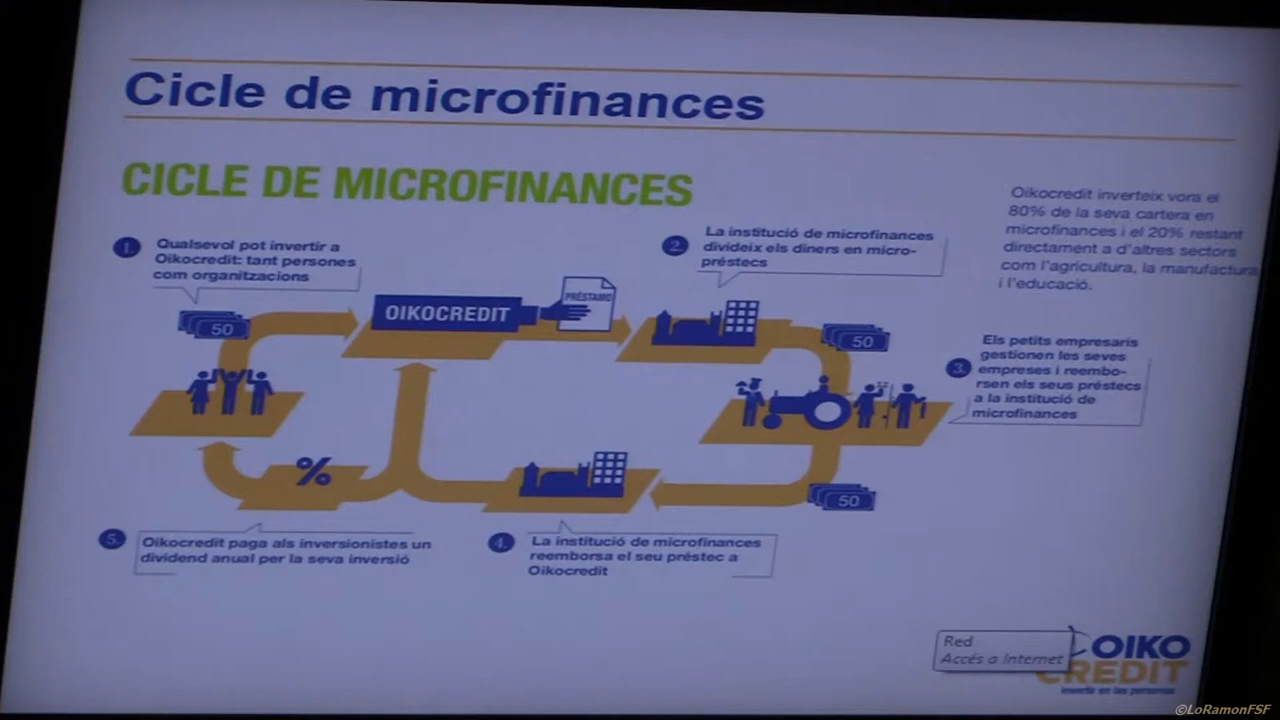 Cicle de microfinances
CICLE DE MICROFINANCES
Oikocredit inverteix vora el
80% de la seva cartera en
microfinances i el 20% restant
directament a d'altres sectors
com l'agricultura, la manufactura
i l'educació.
1. Qualsevol pot invertir a
Oikocredit: tant persones
com organitzacions
2. La institució de microfinances
divideix els diners en micro-
préstecs
50
OIKOCREDIT
PRÉSTAMO
50
3. Els petits empresaris
gestionen les seves
empreses i reembo-
rsen els seus préstecs
a la institució de
microfinances
%
50
5. Oikocredit paga als inversionistes un
dividend anual per la seva inversió
4. La institució de microfinances
reemborsa el seu préstec a
Oikocredit
Red
Accés a Internet
OIKO
CREDIT
invertir en las personas
©LoRamonFSF